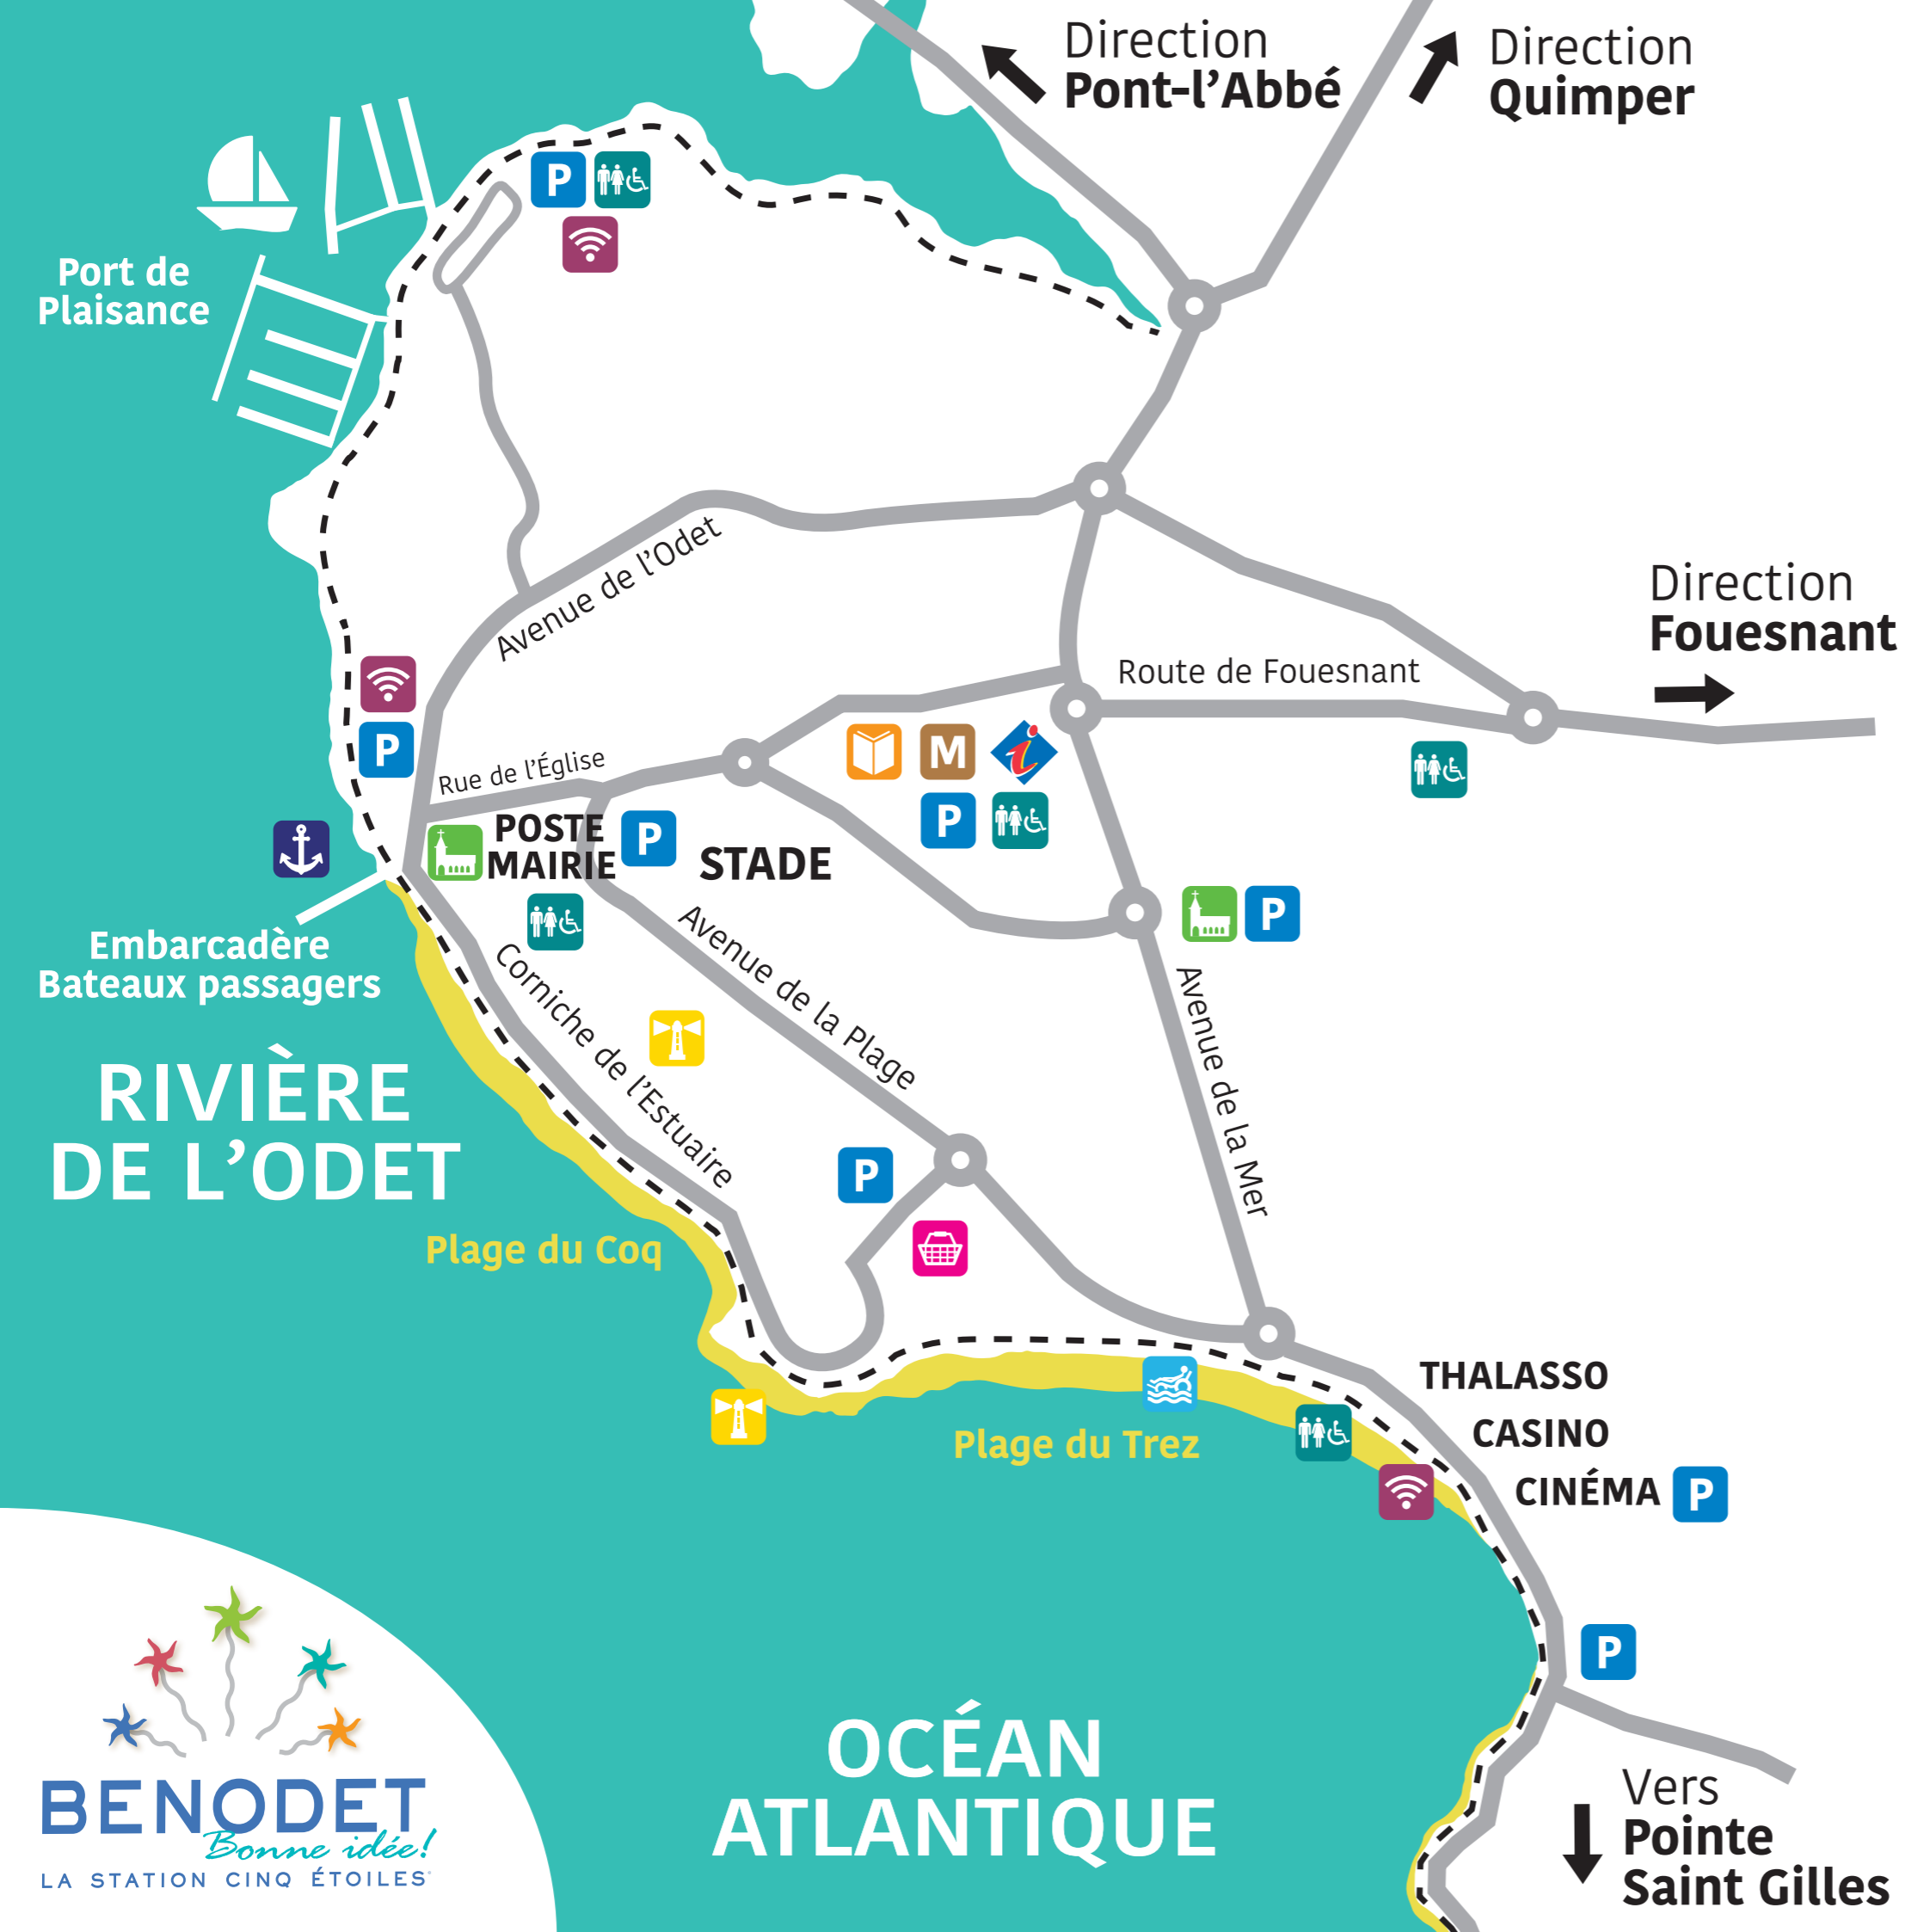 Direction
Pont-l'Abbé
Direction
Quimper
P
Port de
Plaisance
Avenue de l'Odet
Direction
Fouesnant
Route de Fouesnant
P
Rue de l'Église
M
i
P
POSTE
MAIRIE
P
STADE
P
Embarcadère
Bateaux passagers
Avenue de la Plage
Corniche de l'Estuaire
Avenue de la Mer
RIVIÈRE
DE L'ODET
P
Plage du Coq
THALASSO
CASINO
CINÉMA P
Plage du Trez
P
OCÉAN
ATLANTIQUE
Vers
Pointe
Saint Gilles
BENODET
Bonne idée!
LA STATION CINQ ÉTOILES